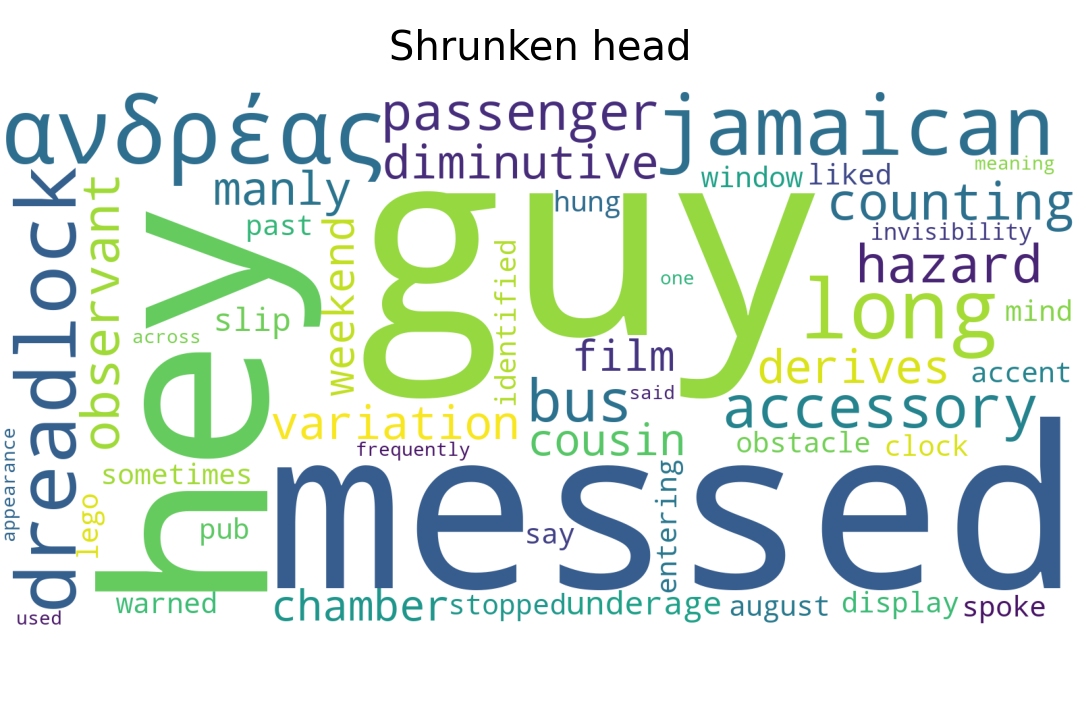 Shrunken head
ανδρέας
passenger
jamaican
diminutive
meaning
window
liked
manly
hung
counting
dreadlock
observant
hey
guy
past
weekend
identified
invisibility
hazard
one
long
mind
slip
across
film
derives
accent
bus
said
accessory
variation
cousin
obstacle
clock
frequently
messed
appearance
sometimes
lego
pub
say
entering
warned
chamber
stopped
underage
august
display
spoke
used